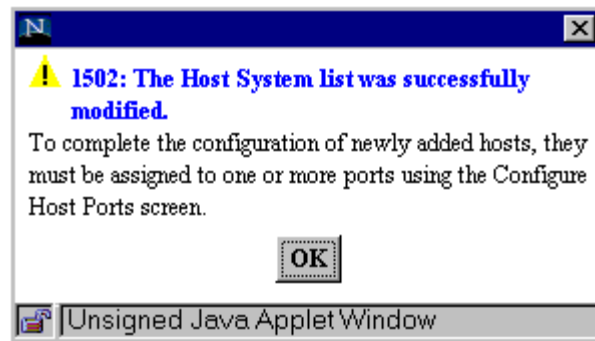 N
1502: The Host System list was successfully
modified.
To complete the configuration of newly added hosts, they
must be assigned to one or more ports using the Configure
Host Ports screen.
OK
Unsigned Java Applet Window